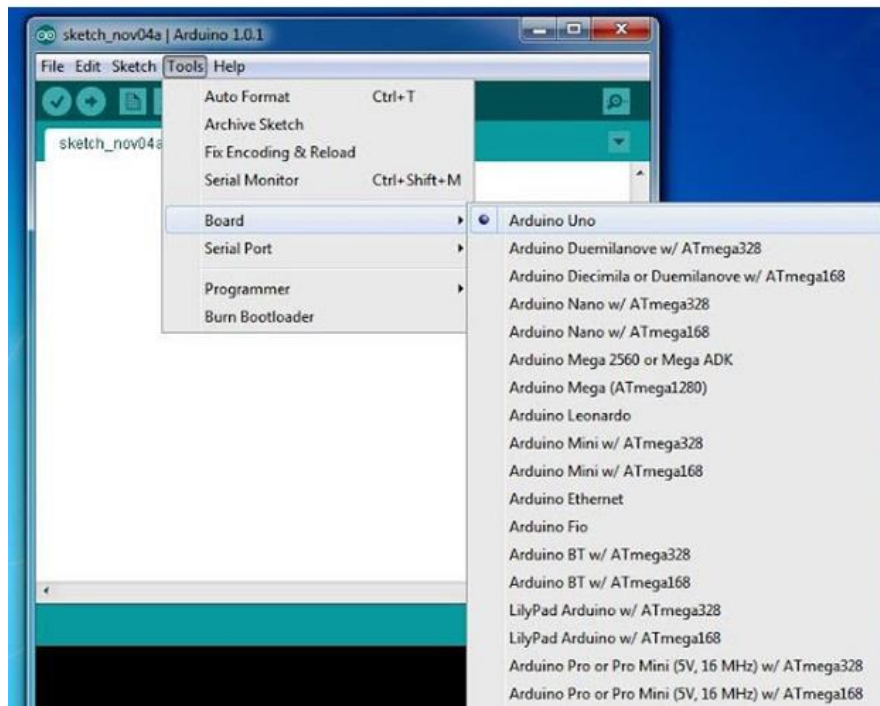 sketch_nov04a | Arduino 1.0.1
File Edit Sketch Tools Help
sketch_nov04a
Auto Format Ctrl+T
Archive Sketch
Fix Encoding & Reload
Serial Monitor Ctrl+Shift+M
Board
Serial Port
Programmer
Burn Bootloader
Arduino Uno
Arduino Duemilanove w/ ATmega328
Arduino Diecimila or Duemilanove w/ ATmega168
Arduino Nano w/ ATmega328
Arduino Nano w/ ATmega168
Arduino Mega 2560 or Mega ADK
Arduino Mega (ATmega1280)
Arduino Leonardo
Arduino Mini w/ ATmega328
Arduino Mini w/ ATmega168
Arduino Ethernet
Arduino Fio
Arduino BT w/ ATmega328
Arduino BT w/ ATmega168
LilyPad Arduino w/ ATmega328
LilyPad Arduino w/ ATmega168
Arduino Pro or Pro Mini (5V, 16 MHz) w/ ATmega328
Arduino Pro or Pro Mini (5V, 16 MHz) w/ ATmega168